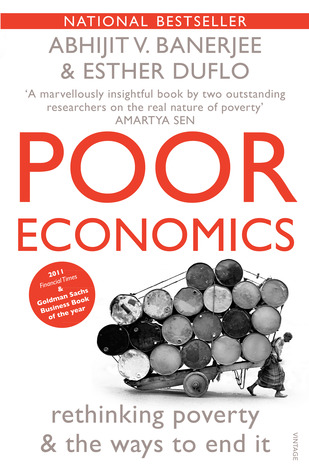 NATIONAL BESTSELLER
ABHIJIT V. BANERJEE
& ESTHER DUFLO
‘A marvellously insightful book by two outstanding
researchers on the real nature of poverty’
AMARTYA SEN
POOR
ECONOMICS
2011
Financial Times
&
Goldman Sachs
Business Book
of the year
rethinking poverty
& the ways to end it
VINTAGE